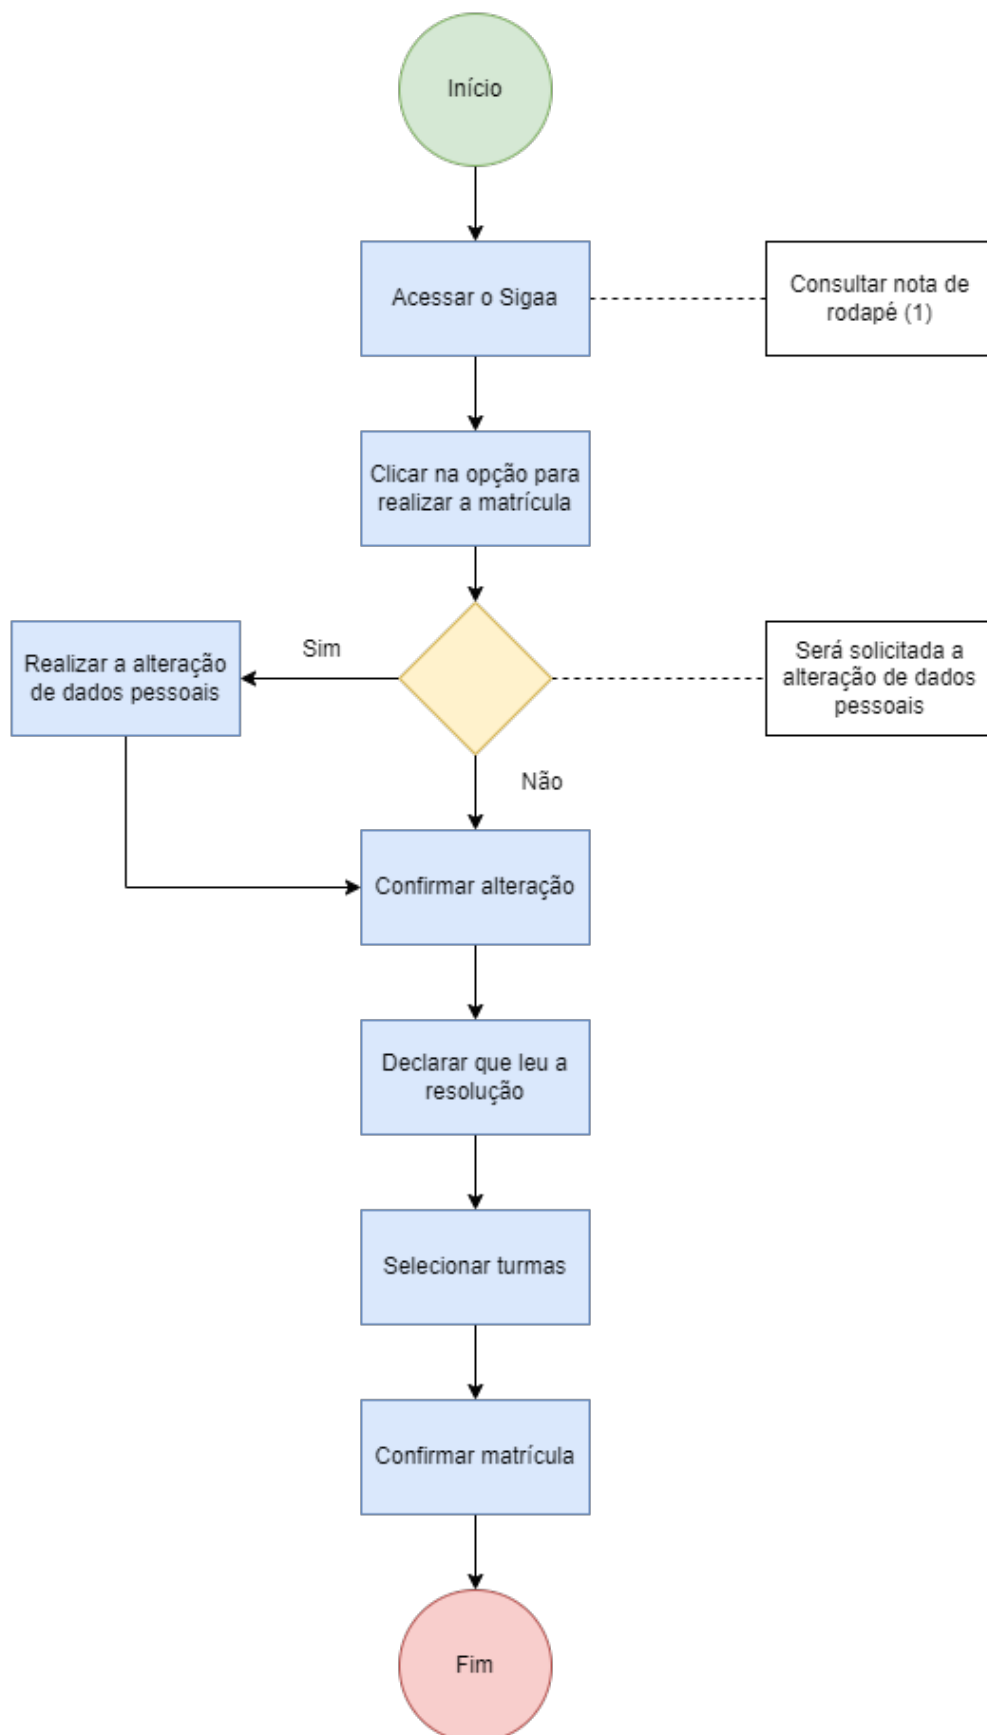 Início
Acessar o Sigaa
Consultar nota de
rodapé (1)
Clicar na opção para
realizar a matrícula
Realizar a alteração
de dados pessoais
Sim
Será solicitada a
alteração de dados
pessoais
Não
Confirmar alteração
Declarar que leu a
resolução
Selecionar turmas
Confirmar matrícula
Fim